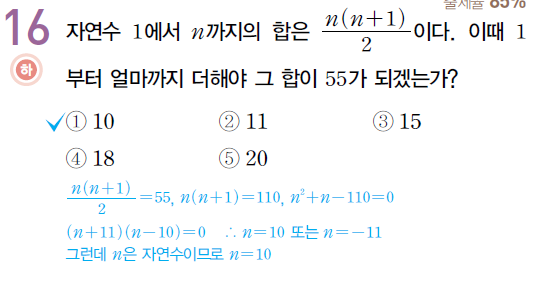 출제율 85%
16 자연수 1에서 n까지의 합은 n(n+1)/2이다. 이때 1
하 부터 얼마까지 더해야 그 합이 55가 되겠는가?
① 10 ② 11 ③ 15
④ 18 ⑤ 20
n(n+1)/2=55, n(n+1)=110, n²+n-110=0
(n+11)(n-10)=0 ∴ n=10 또는 n=-11
그런데 n은 자연수이므로 n=10